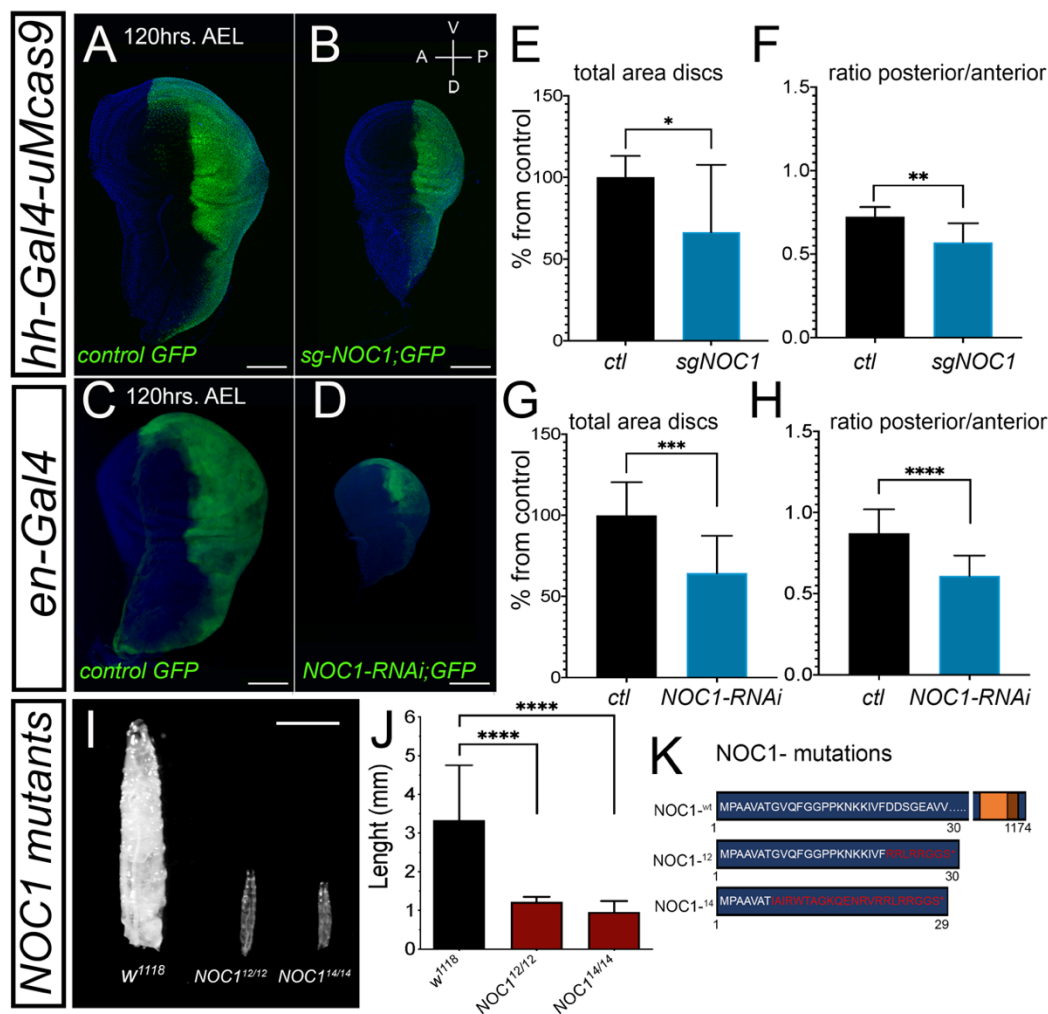 hh-Gal4-uMcas9
A
120hrs. AEL
control GFP
B
V
A
P
D
sg-NOC1;GFP
E
total area discs
% from control
150
100
50
0
*
ctl
sgNOC1
F
ratio posterior/anterior
1.5
1.0
0.5
0.0
**
ctl
sgNOC1
en-Gal4
C
120hrs. AEL
control GFP
D
NOC1-RNAi;GFP
G
total area discs
% from control
150
100
50
0
***
ctl
NOC1-RNAi
H
ratio posterior/anterior
1.5
1.0
0.5
0.0
****
ctl
NOC1-RNAi
NOC1 mutants
I
w1118
NOC112/12
NOC114/14
J
Lenght (mm)
6
5
4
3
2
1
0
****
****
w1118
NOC112/12
NOC114/14
K
NOC1- mutations
NOC1-wt
MPAAVATGVQFGGPPKNKKIVFDDSGEAVV.....
1
30
1174
NOC1-12
MPAAVATGVQFGGPPKNKKIVFRRLRRGGS*
1
30
NOC1-14
MPAAVATIAIRWTAGKQENRVRRLRRGGS*
1
29